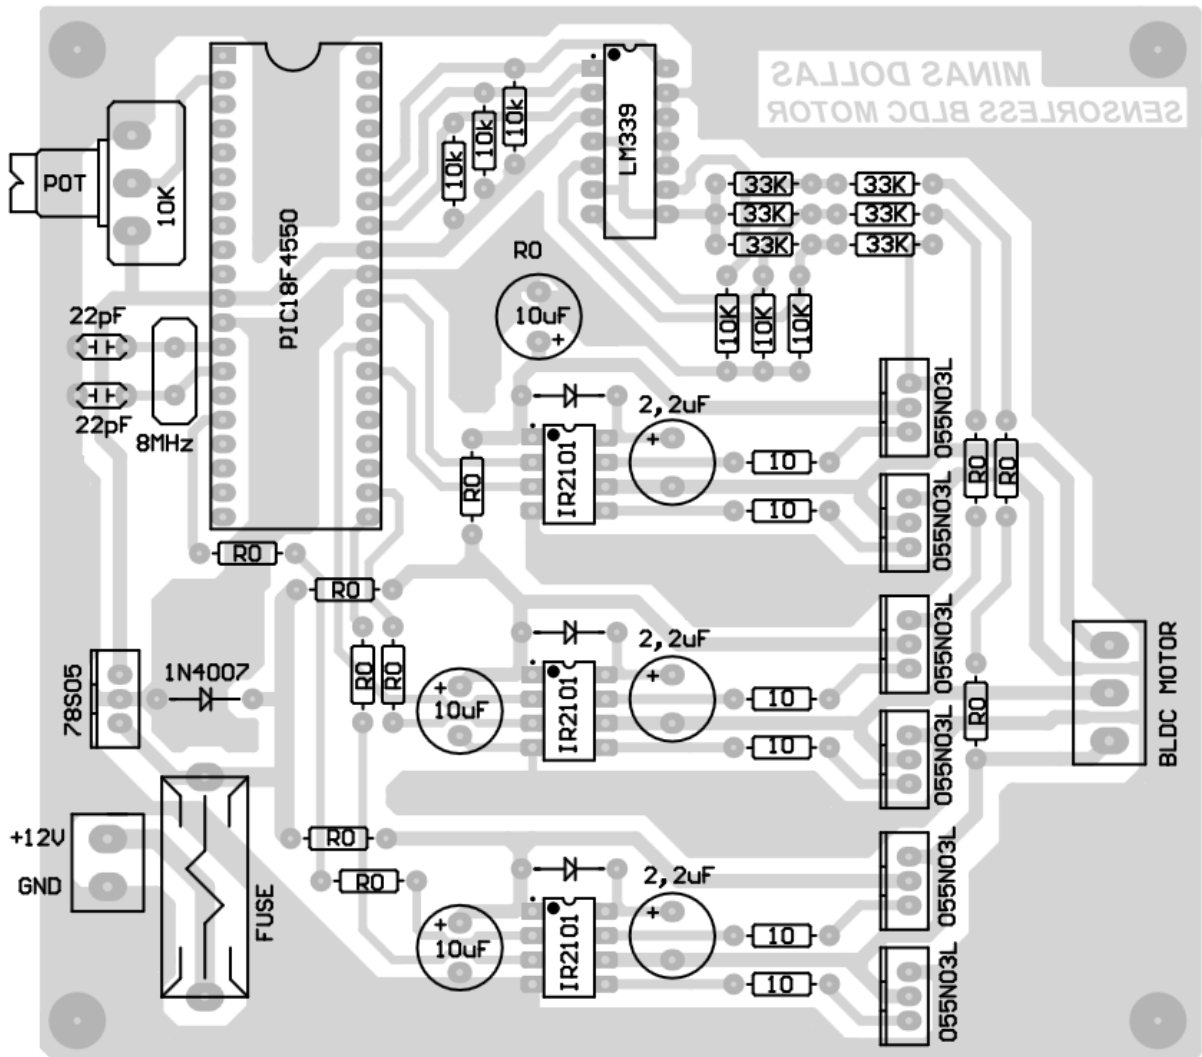 MINAS DOLLAS
SENSORLESS BLDC MOTOR
POT
10K
PIC18F4550
10k
10k
10k
LM339
33K
33K
33K
33K
33K
33K
R0
10uF
+
10K
10K
10K
22pF
22pF
8MHz
2,2uF
+
IR2101
R0
10
10
055N03L
055N03L
R0
R0
R0
R0
78S05
1N4007
R0
R0
+
10uF
IR2101
2,2uF
+
10
10
055N03L
055N03L
R0
BLDC MOTOR
+12V
GND
FUSE
R0
R0
+
10uF
IR2101
2,2uF
+
10
10
055N03L
055N03L